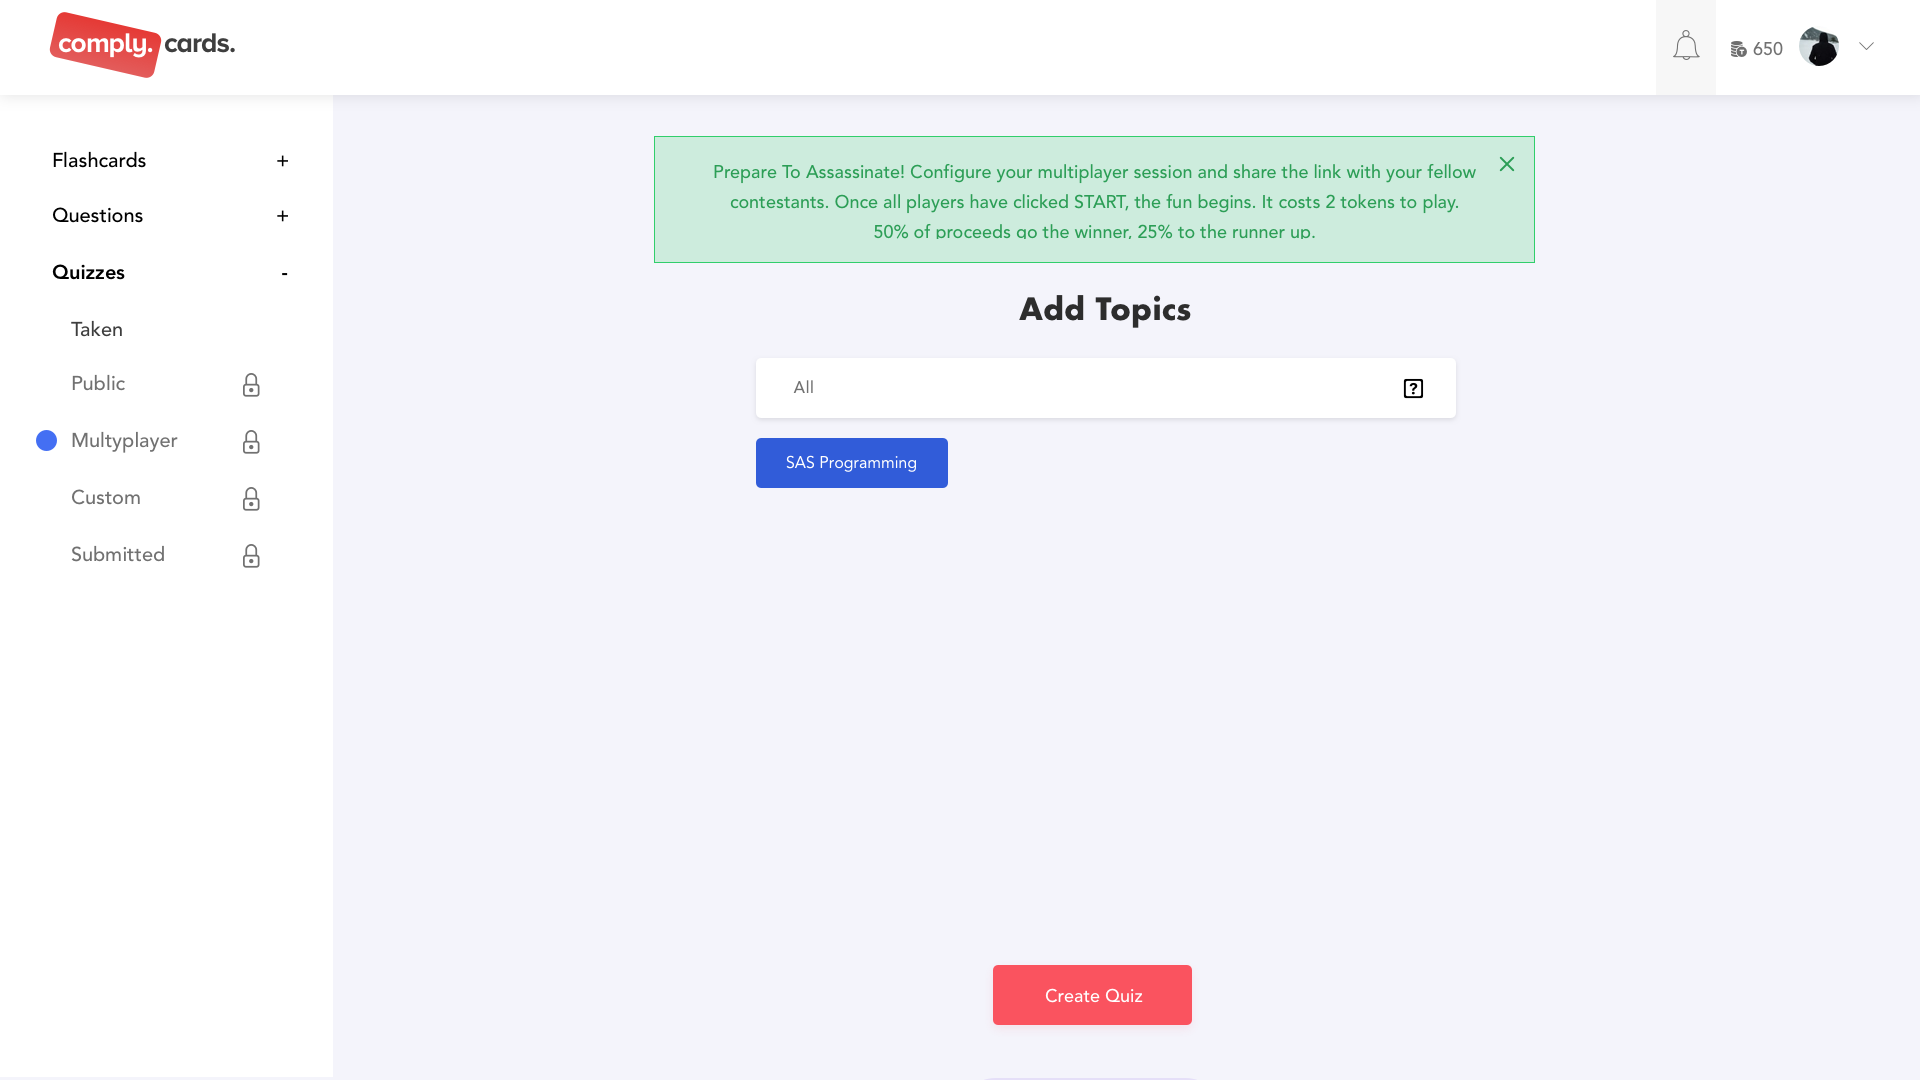 comply. cards.
650
Flashcards +
Questions +
Quizzes -
Taken
Public
Multyplayer
Custom
Submitted
Prepare To Assassinate! Configure your multiplayer session and share the link with your fellow
contestants. Once all players have clicked START, the fun begins. It costs 2 tokens to play.
50% of proceeds go the winner, 25% to the runner up.
Add Topics
All
SAS Programming
Create Quiz